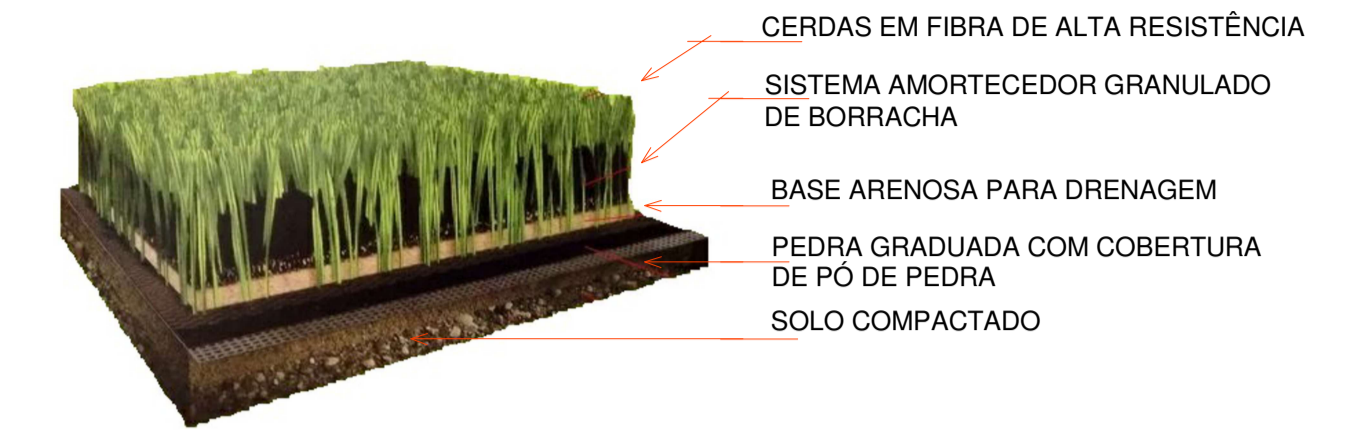 CERDAS EM FIBRA DE ALTA RESISTÊNCIA
SISTEMA AMORTECEDOR GRANULADO
DE BORRACHA
BASE ARENOSA PARA DRENAGEM
PEDRA GRADUADA COM COBERTURA
DE PÓ DE PEDRA
SOLO COMPACTADO